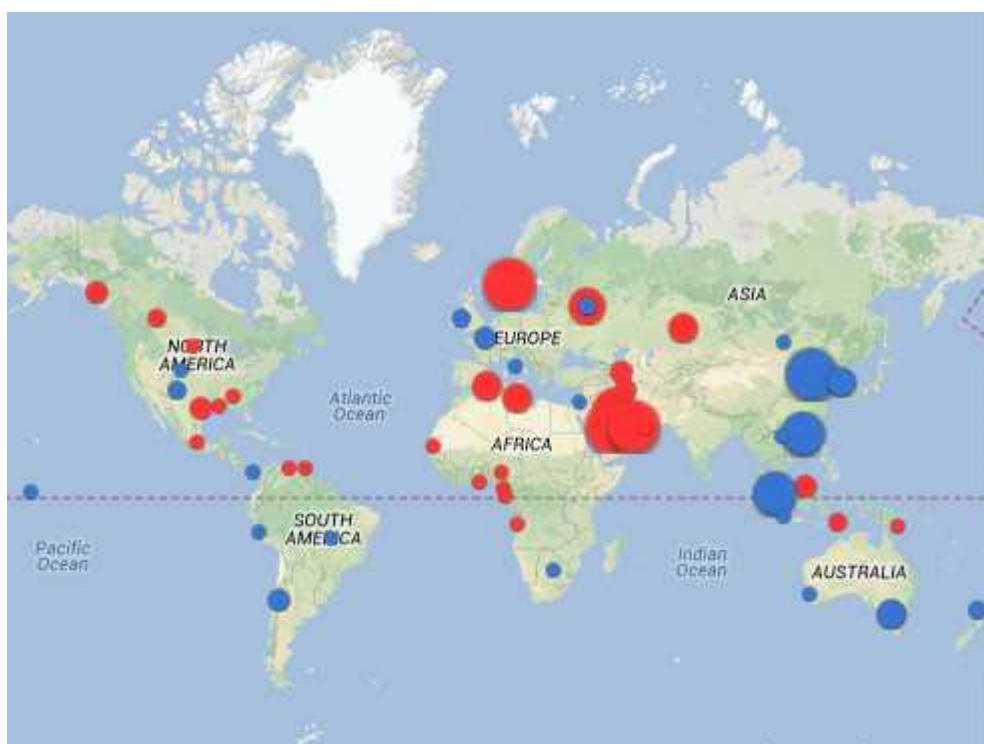 ASIA
NORTH
AMERICA
EUROPE
Atlantic
Ocean
AFRICA
SOUTH
AMERICA
Pacific
Ocean
Indian
Ocean
AUSTRALIA